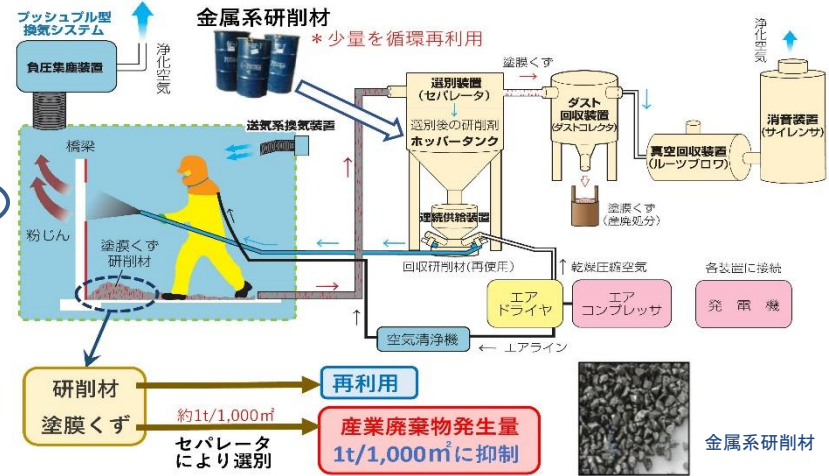 プッシュプル型
換気システム
負圧集塵装置
浄化空気
金属系研削材
＊少量を循環再利用
選別装置
（セパレータ）
↓
選別後の研削剤
ホッパータンク
連続供給装置
回収研削材(再使用)
→
塗膜くず
ダスト
回収装置
(ダストコレクタ)
塗膜くず
(産廃処分)
真空回収装置
(ルーツブロワ)
浄化空気
消音装置
(サイレンサ)
送気系換気装置
橋梁
粉じん
塗膜くず
研削材
↑乾燥圧縮空気
エア
ドライヤ
エア
コンプレッサ
各装置に接続
発電機
空気清浄機
← エアライン
研削材
塗膜くず
再利用
約1t/1,000㎡
セパレータ
により選別
産業廃棄物発生量
1t/1,000㎡に抑制
金属系研削材